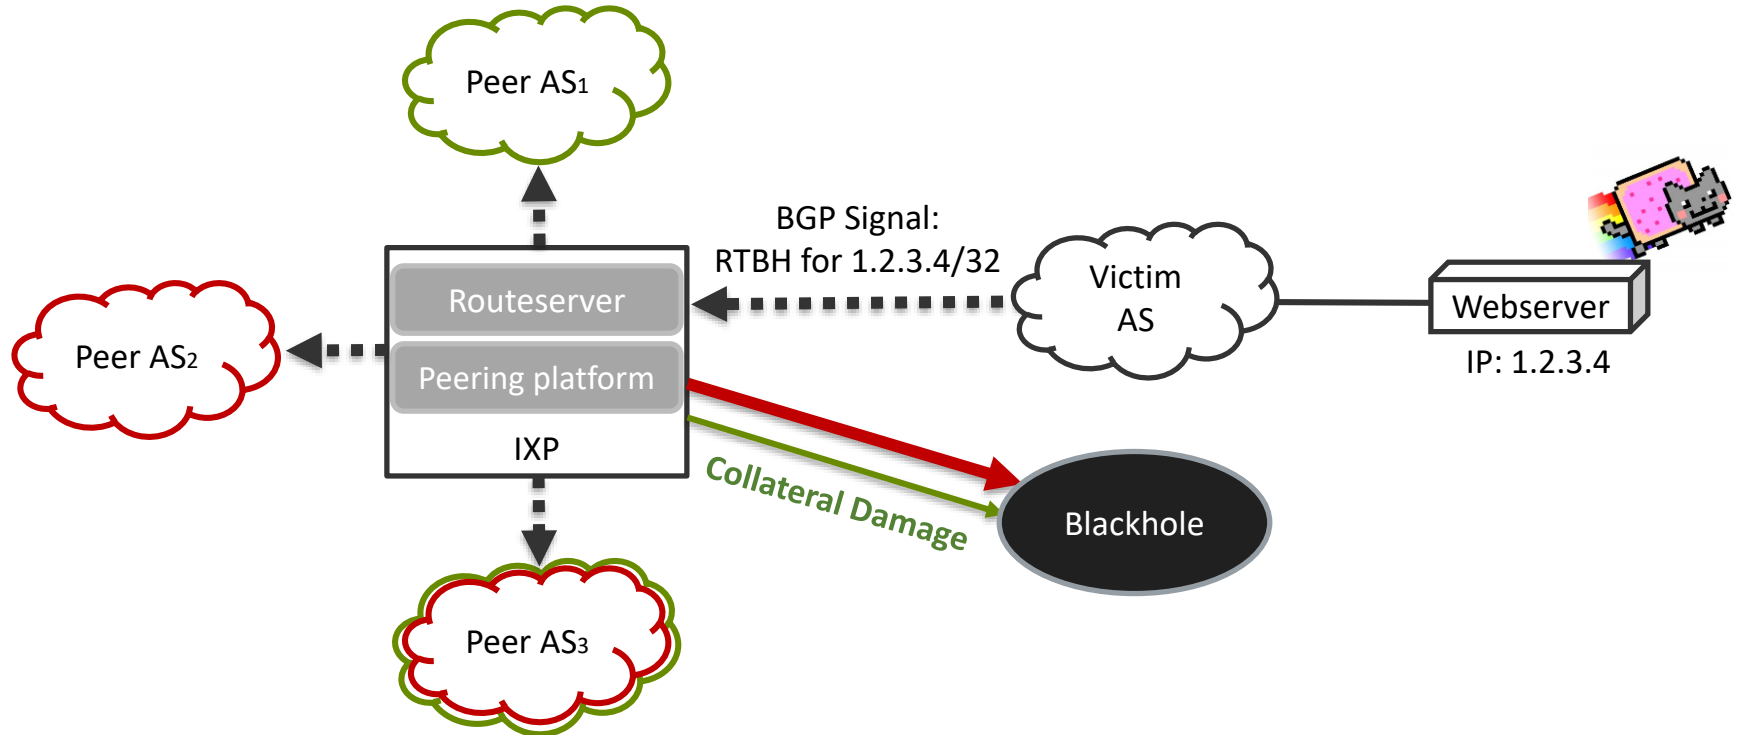 Peer AS1
BGP Signal:
RTBH for 1.2.3.4/32
Victim
AS
Webserver
IP: 1.2.3.4
Routeserver
Peering platform
IXP
Peer AS2
Collateral Damage
Blackhole
Peer AS3